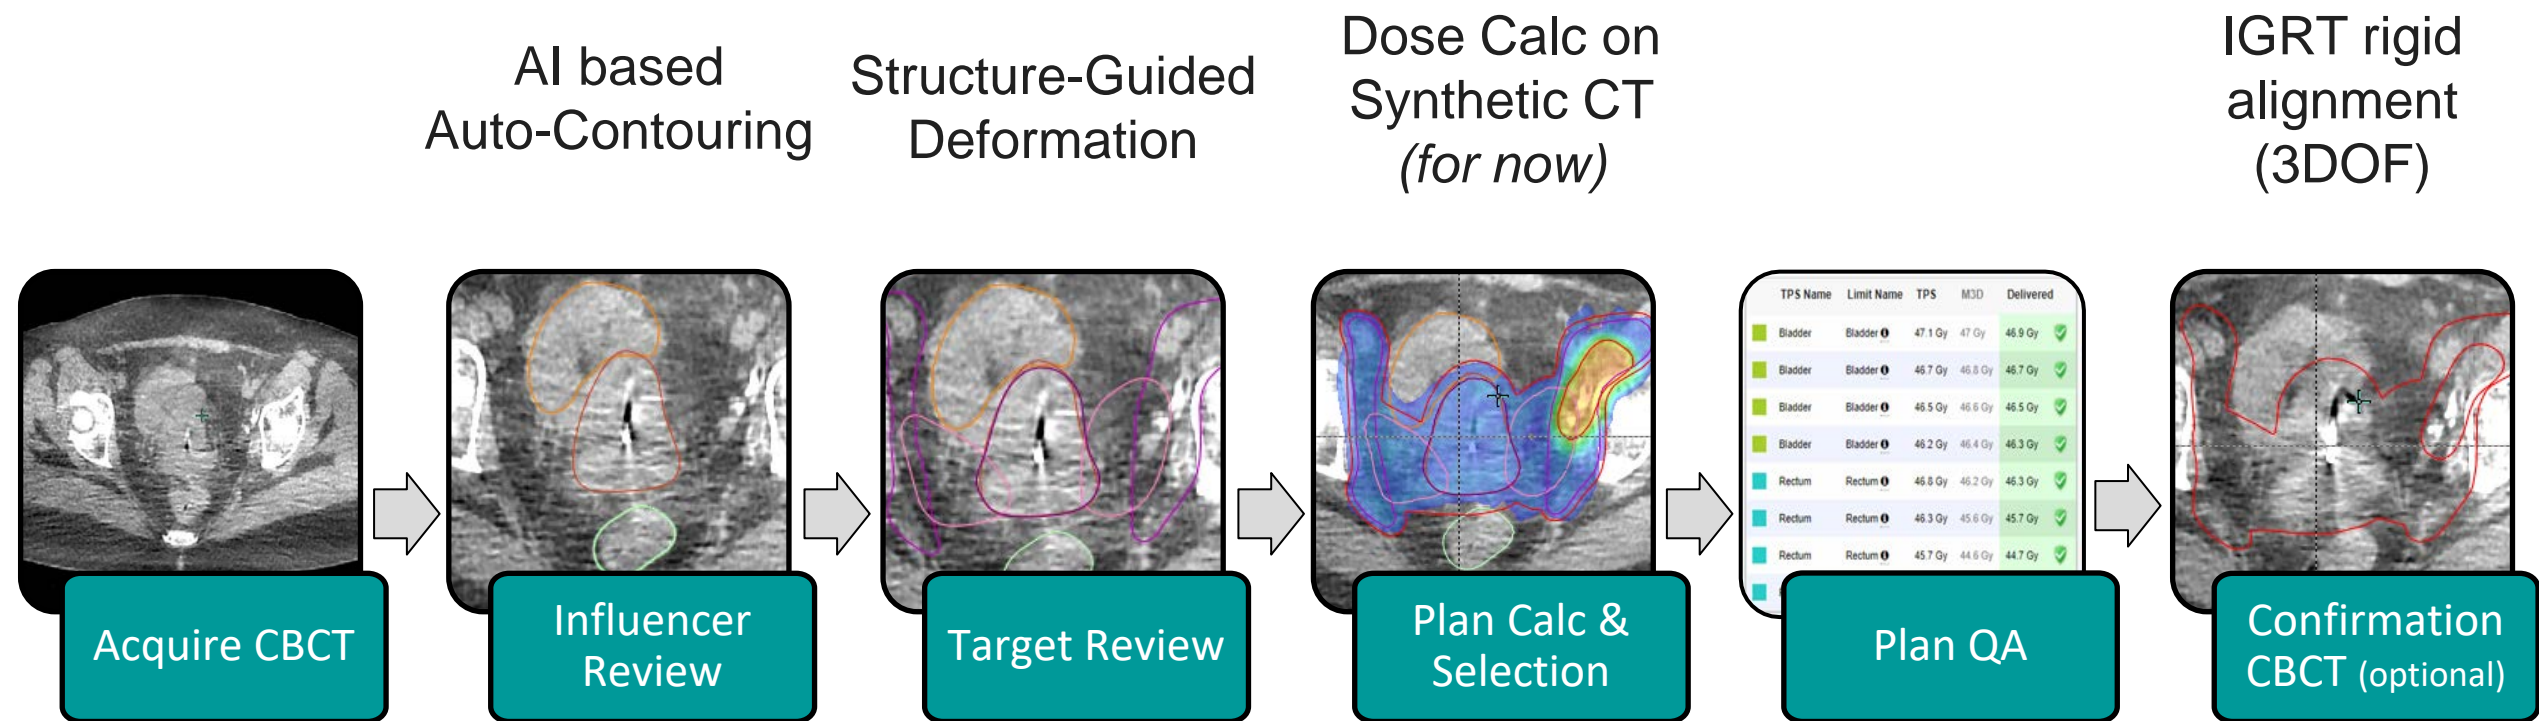 AI based
Auto-Contouring
Structure-Guided
Deformation
Dose Calc on
Synthetic CT
(for now)
IGRT rigid
alignment
(3DOF)
TPS Name Limit Name TPS M3D Delivered
Bladder Bladder 47.1 Gy 47 Gy 46.9 Gy
Bladder Bladder 46.7 Gy 46.8 Gy 46.7 Gy
Bladder Bladder 46.5 Gy 46.6 Gy 46.5 Gy
Bladder Bladder 46.2 Gy 46.4 Gy 46.3 Gy
Rectum Rectum 46.8 Gy 46.2 Gy 46.3 Gy
Rectum Rectum 46.3 Gy 45.6 Gy 45.7 Gy
Rectum Rectum 45.7 Gy 44.6 Gy 44.7 Gy
Acquire CBCT
Influencer
Review
Target Review
Plan Calc &
Selection
Plan QA
Confirmation
CBCT (optional)